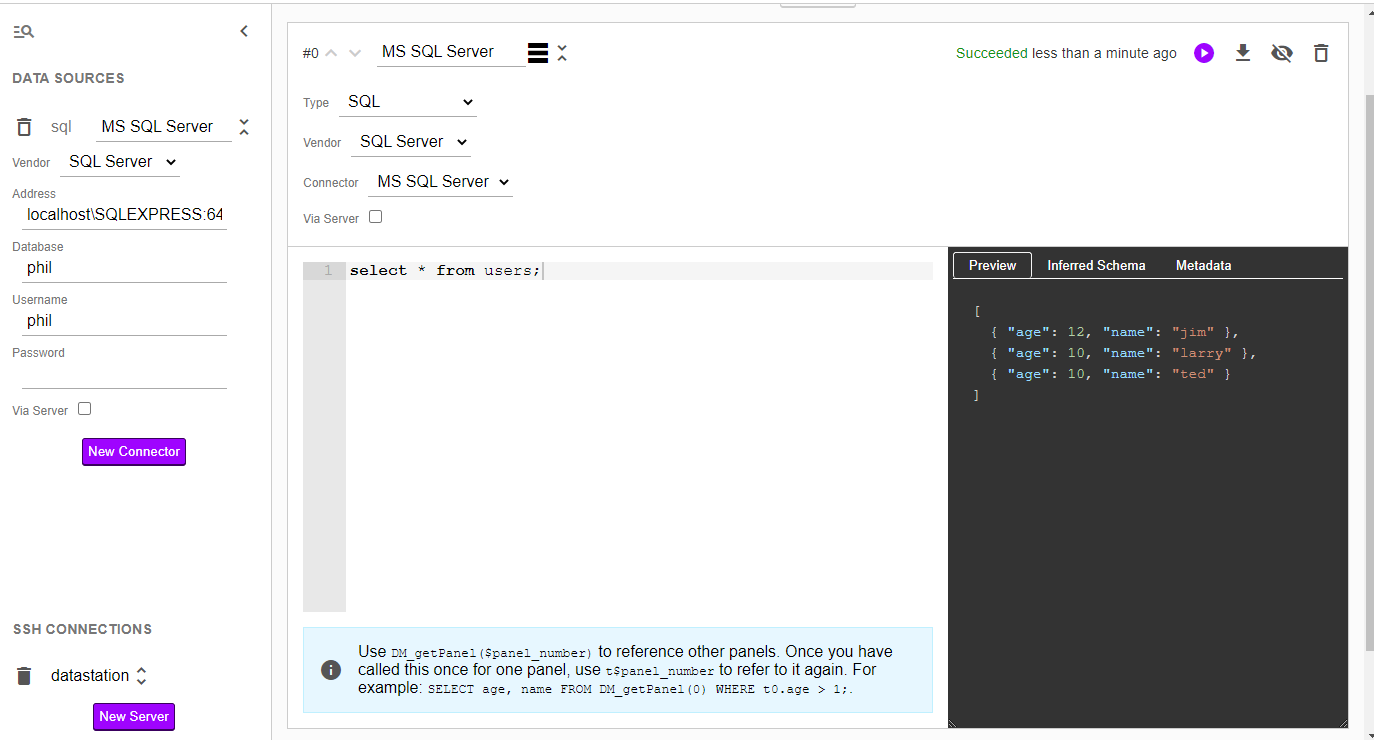 DATA SOURCES
sql MS SQL Server
Vendor SQL Server
Address
localhost\SQLEXPRESS:64
Database
phil
Username
phil
Password
Via Server
New Connector
SSH CONNECTIONS
datastation
New Server
#0 MS SQL Server Succeeded less than a minute ago
Type SQL
Vendor SQL Server
Connector MS SQL Server
Via Server
1 select * from users;
Use DM_getPanel($panel_number) to reference other panels. Once you have
called this once for one panel, use t$panel_number to refer to it again. For
example: SELECT age, name FROM DM_getPanel(0) WHERE t0.age > 1;.
Preview Inferred Schema Metadata
[
{ "age": 12, "name": "jim" },
{ "age": 10, "name": "larry" },
{ "age": 10, "name": "ted" }
]